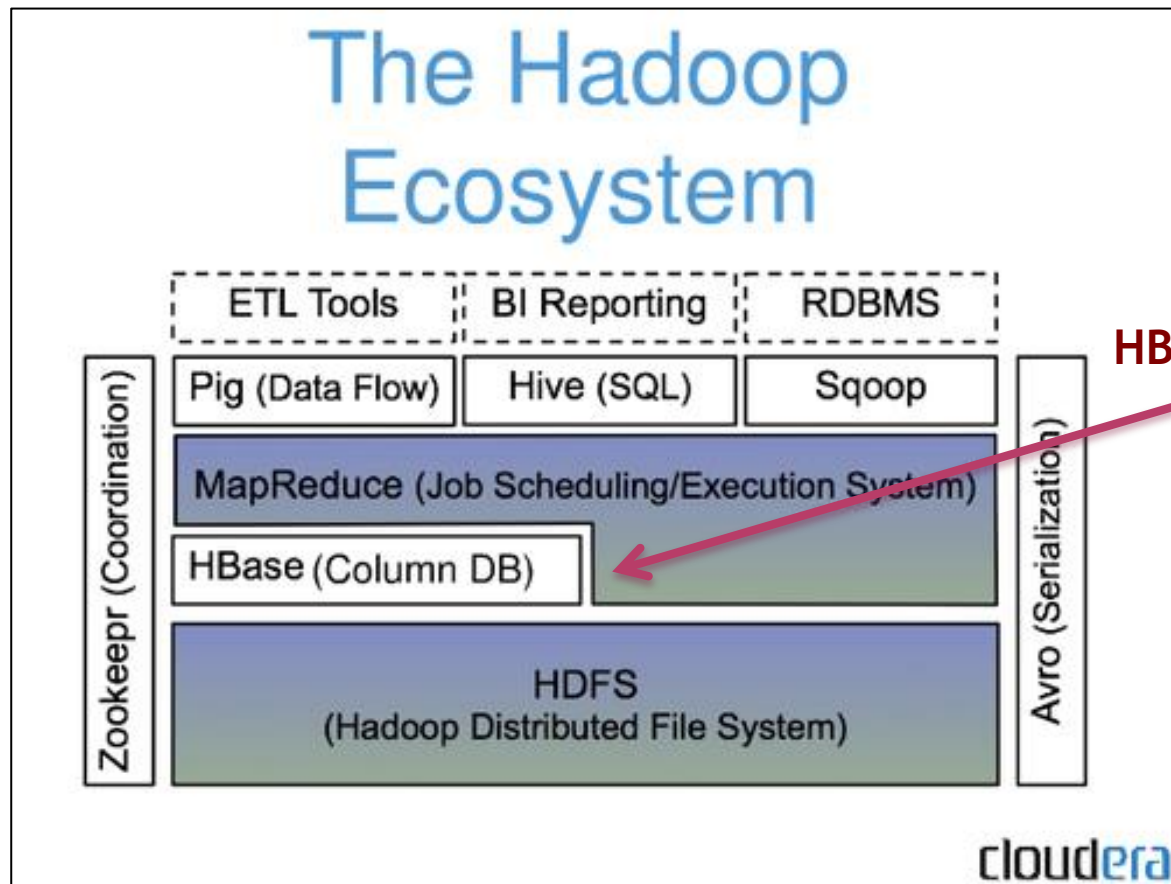 The Hadoop
Ecosystem
ETL Tools
BI Reporting
RDBMS
HB
Pig (Data Flow)
Hive (SQL)
Sqoop
Zookeepr (Coordination)
Avro (Serialization)
MapReduce (Job Scheduling/Execution System)
HBase (Column DB)
HDFS
(Hadoop Distributed File System)
cloudera